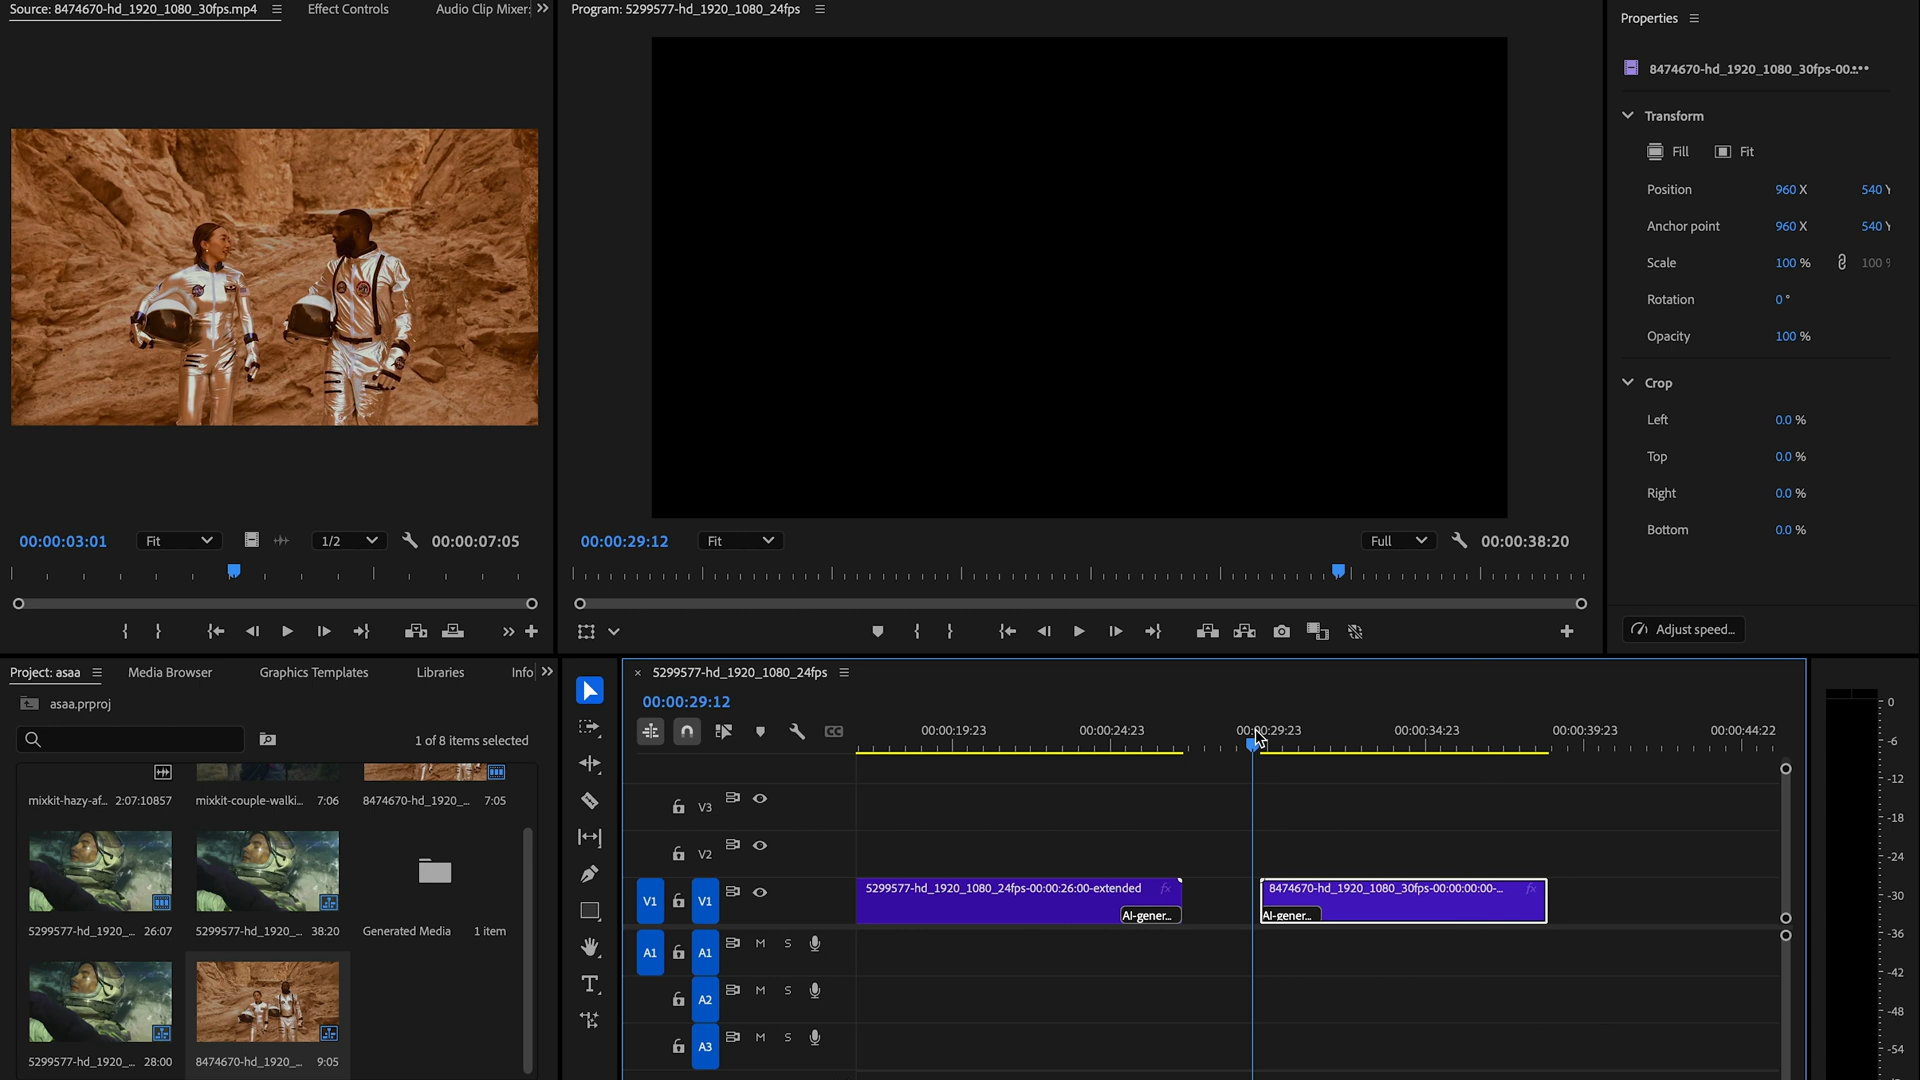 Source: 8474670-hd_1920_1080_30fps.mp4
Effect Controls
Audio Clip Mixer:
Program: 5299577-hd_1920_1080_24fps
Properties
8474670-hd_1920_1080_30fps-00...
Transform
Fill Fit
Position 960 X 540 Y
Anchor point 960 X 540 Y
Scale 100 % 100 %
Rotation 0 °
Opacity 100 %
Crop
Left 0.0 %
Top 0.0 %
Right 0.0 %
Bottom 0.0 %
Adjust speed...
00:00:03:01 Fit 1/2 00:00:07:05
00:00:29:12 Fit Full 00:00:38:20
Project: asaa
Media Browser
Graphics Templates
Libraries
Info
asaa.prproj
1 of 8 items selected
mixkit-hazy-af... 2:07:10857
mixkit-couple-walki... 7:06
8474670-hd_1920_... 7:05
5299577-hd_1920_... 26:07
5299577-hd_1920_... 38:20
Generated Media 1 item
5299577-hd_1920_... 28:00
8474670-hd_1920_... 9:05
× 5299577-hd_1920_1080_24fps
00:00:29:12
CC
00:00:19:23 00:00:24:23 00:00:29:23 00:00:34:23 00:00:39:23 00:00:44:22
V3
V2
V1 V1
5299577-hd_1920_1080_24fps-00:00:26:00-extended fx
AI-gener...
8474670-hd_1920_1080_30fps-00:00:00:00-... fx
AI-gener...
A1 A1 M S
A2 M S
A3 M S
T
0
-6
-12
-18
-24
-30
-36
-42
-48
-54